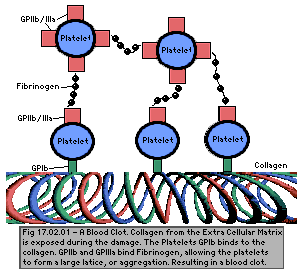 GPIIb/IIIa
Platelet
Platelet
Fibrinogen
GPIIb/IIIa
Platelet
Platelet
Platelet
GPIb
Collagen
Fig 17.02.01 – A Blood Clot. Collagen from the Extra Cellular Matrix
is exposed during the damage. The Platelets GPIb binds to the
collagen. GPIIb and GPIIIa bind Fibrinogen, allowing the platelets
to form a large latice, or aggregation. Resulting in a blood clot.